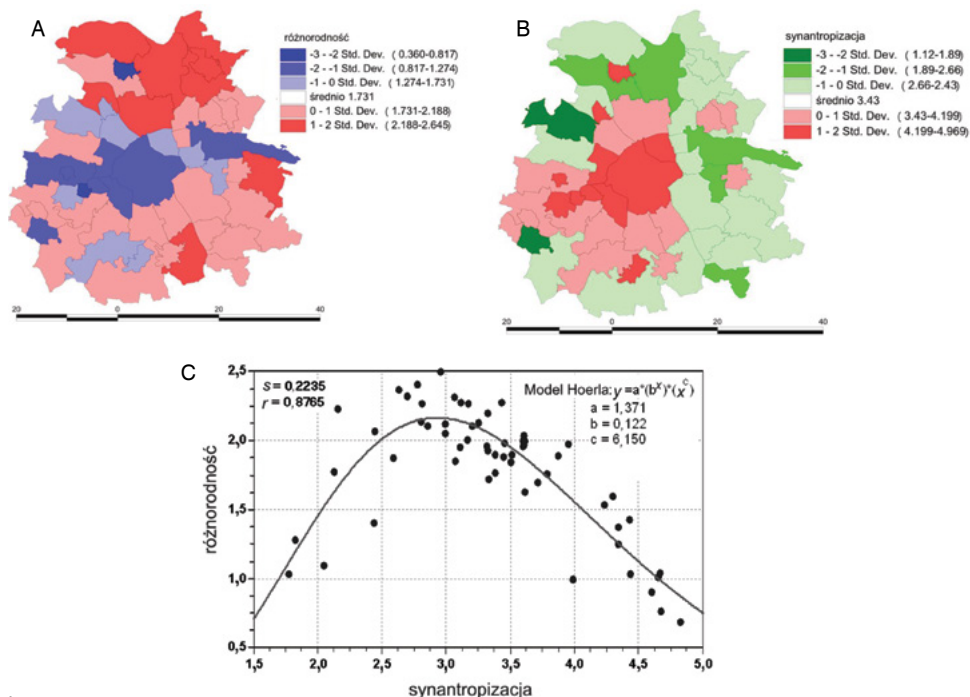 A
różnorodność
-3 - -2 Std. Dev. (0.360-0.817)
-2 - -1 Std. Dev. (0.817-1.274)
-1 - 0 Std. Dev. (1.274-1.731)
średnio 1.731
0 - 1 Std. Dev. (1.731-2.188)
1 - 2 Std. Dev. (2.188-2.645)
20 0 20 40
B
synantropizacja
-3 - -2 Std. Dev. ( 1.12-1.89)
-2 - -1 Std. Dev. ( 1.89-2.66)
-1 - 0 Std. Dev. ( 2.66-2.43)
średnio 3.43
0 - 1 Std. Dev. ( 3.43-4.199)
1 - 2 Std. Dev. ( 4.199-4.969)
20 0 20 40
C
s = 0,2235
r = 0,8765
Model Hoerla: y =a*(b^x)*(x^c)
a = 1,371
b = 0,122
c = 6,150
różnorodność
2,5
2,0
1,5
1,0
0,5
1,5 2,0 2,5 3,0 3,5 4,0 4,5 5,0
synantropizacja